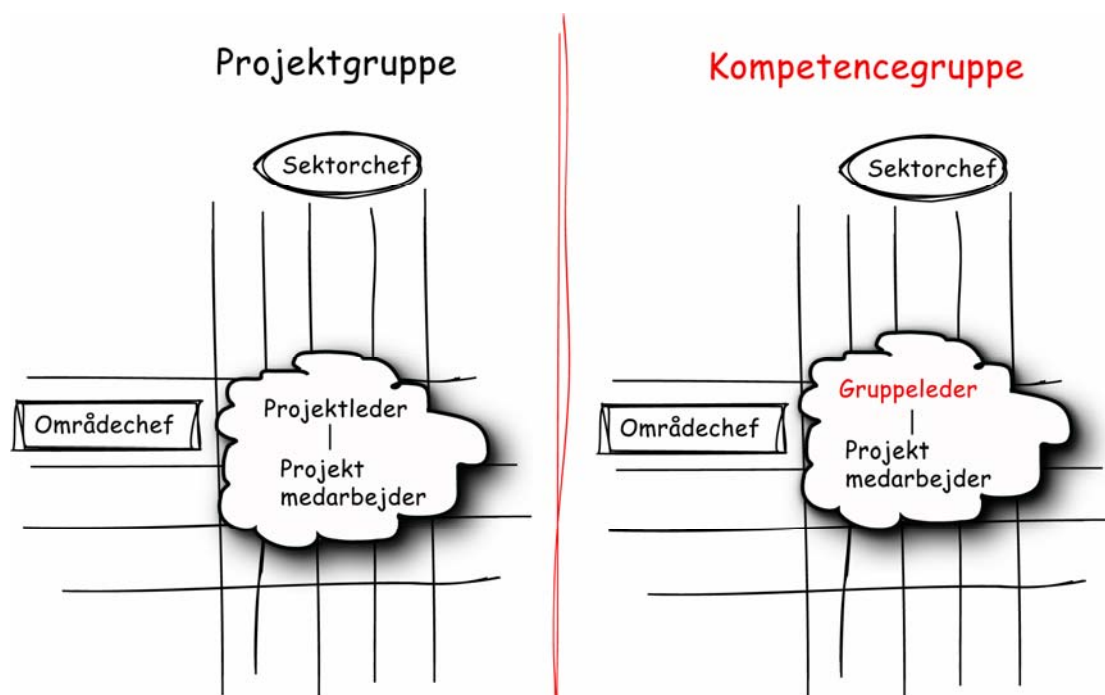 Projektgruppe
Sektorchef
Områdechef
Projektleder
Projekt
medarbejder
Kompetencegruppe
Sektorchef
Områdechef
Gruppeleder
Projekt
medarbejder